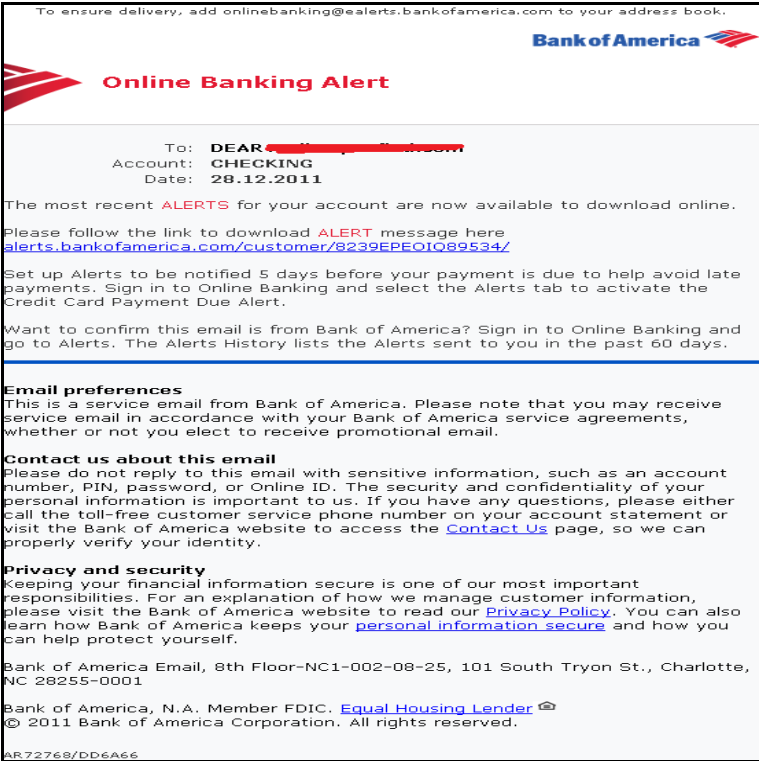 To ensure delivery, add onlinebanking@ealerts.bankofamerica.com to your address book.
Bank of America
Online Banking Alert
To: DEAR
Account: CHECKING
Date: 28.12.2011
The most recent ALERTS for your account are now available to download online.
Please follow the link to download ALERT message here
alerts.bankofamerica.com/customer/8239EPEOIQ89534/
Set up Alerts to be notified 5 days before your payment is due to help avoid late
payments. Sign in to Online Banking and select the Alerts tab to activate the
Credit Card Payment Due Alert.
Want to confirm this email is from Bank of America? Sign in to Online Banking and
go to Alerts. The Alerts History lists the Alerts sent to you in the past 60 days.
Email preferences
This is a service email from Bank of America. Please note that you may receive
service email in accordance with your Bank of America service agreements,
whether or not you elect to receive promotional email.
Contact us about this email
Please do not reply to this email with sensitive information, such as an account
number, PIN, password, or Online ID. The security and confidentiality of your
personal information is important to us. If you have any questions, please either
call the toll-free customer service phone number on your account statement or
visit the Bank of America website to access the Contact Us page, so we can
properly verify your identity.
Privacy and security
Keeping your financial information secure is one of our most important
responsibilities. For an explanation of how we manage customer information,
please visit the Bank of America website to read our Privacy Policy. You can also
learn how Bank of America keeps your personal information secure and how you
can help protect yourself.
Bank of America Email, 8th Floor-NC1-002-08-25, 101 South Tryon St., Charlotte,
NC 28255-0001
Bank of America, N.A. Member FDIC. Equal Housing Lender
© 2011 Bank of America Corporation. All rights reserved.
AR72768/DD6A66